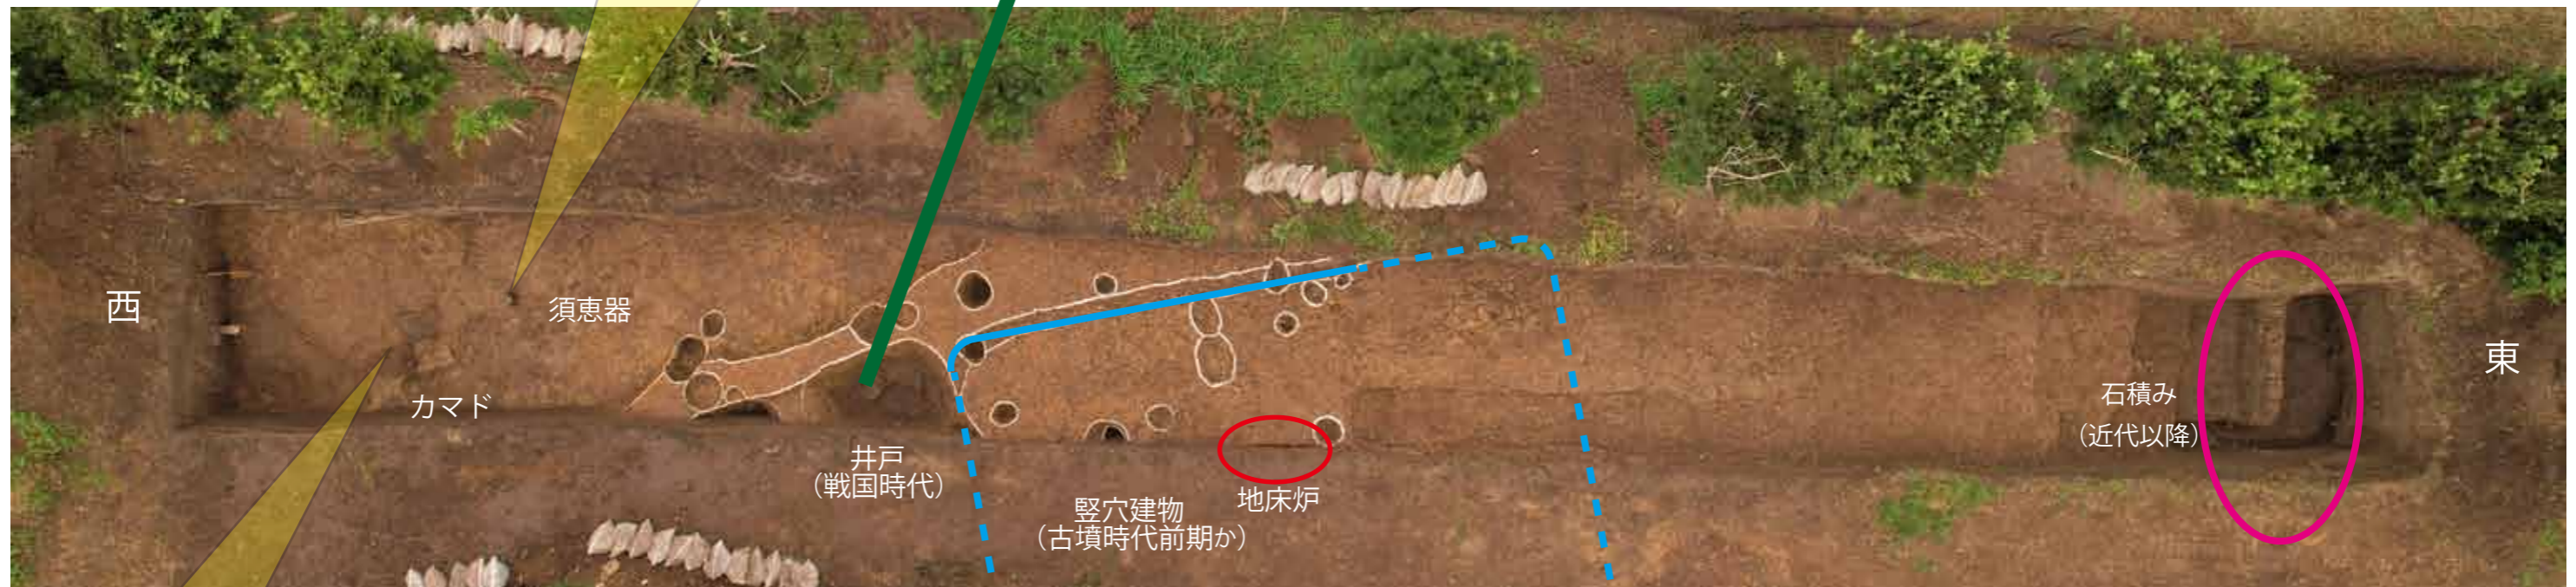 西
須恵器
カマド
井戸
（戦国時代）
竪穴建物
（古墳時代前期か）
地床炉
石積み
（近代以降）
東